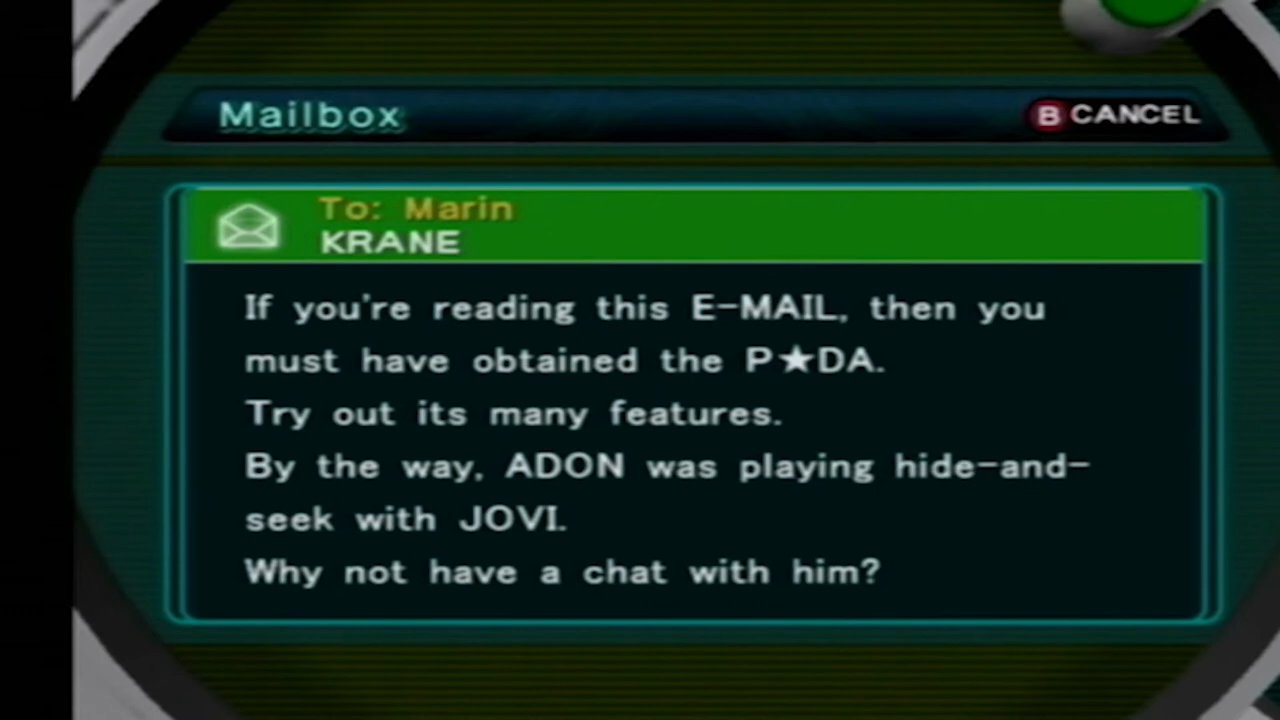 Mailbox
B CANCEL
To: Marin
KRANE
If you're reading this E-MAIL, then you
must have obtained the P★DA.
Try out its many features.
By the way, ADON was playing hide-and-
seek with JOVI.
Why not have a chat with him?